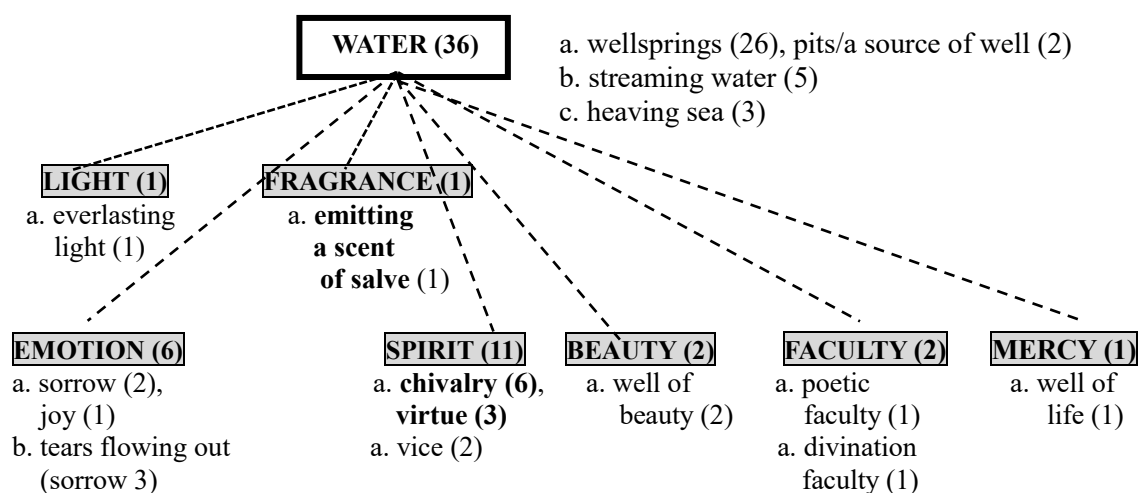 WATER (36)
a. wellsprings (26), pits/a source of well (2)
b. streaming water (5)
c. heaving sea (3)
LIGHT (1)
a. everlasting
light (1)
FRAGRANCE (1)
a. emitting
a scent
of salve (1)
EMOTION (6)
a. sorrow (2),
joy (1)
b. tears flowing out
(sorrow 3)
SPIRIT (11)
a. chivalry (6),
virtue (3)
a. vice (2)
BEAUTY (2)
a. well of
beauty (2)
FACULTY (2)
a. poetic
faculty (1)
a. divination
faculty (1)
MERCY (1)
a. well of
life (1)